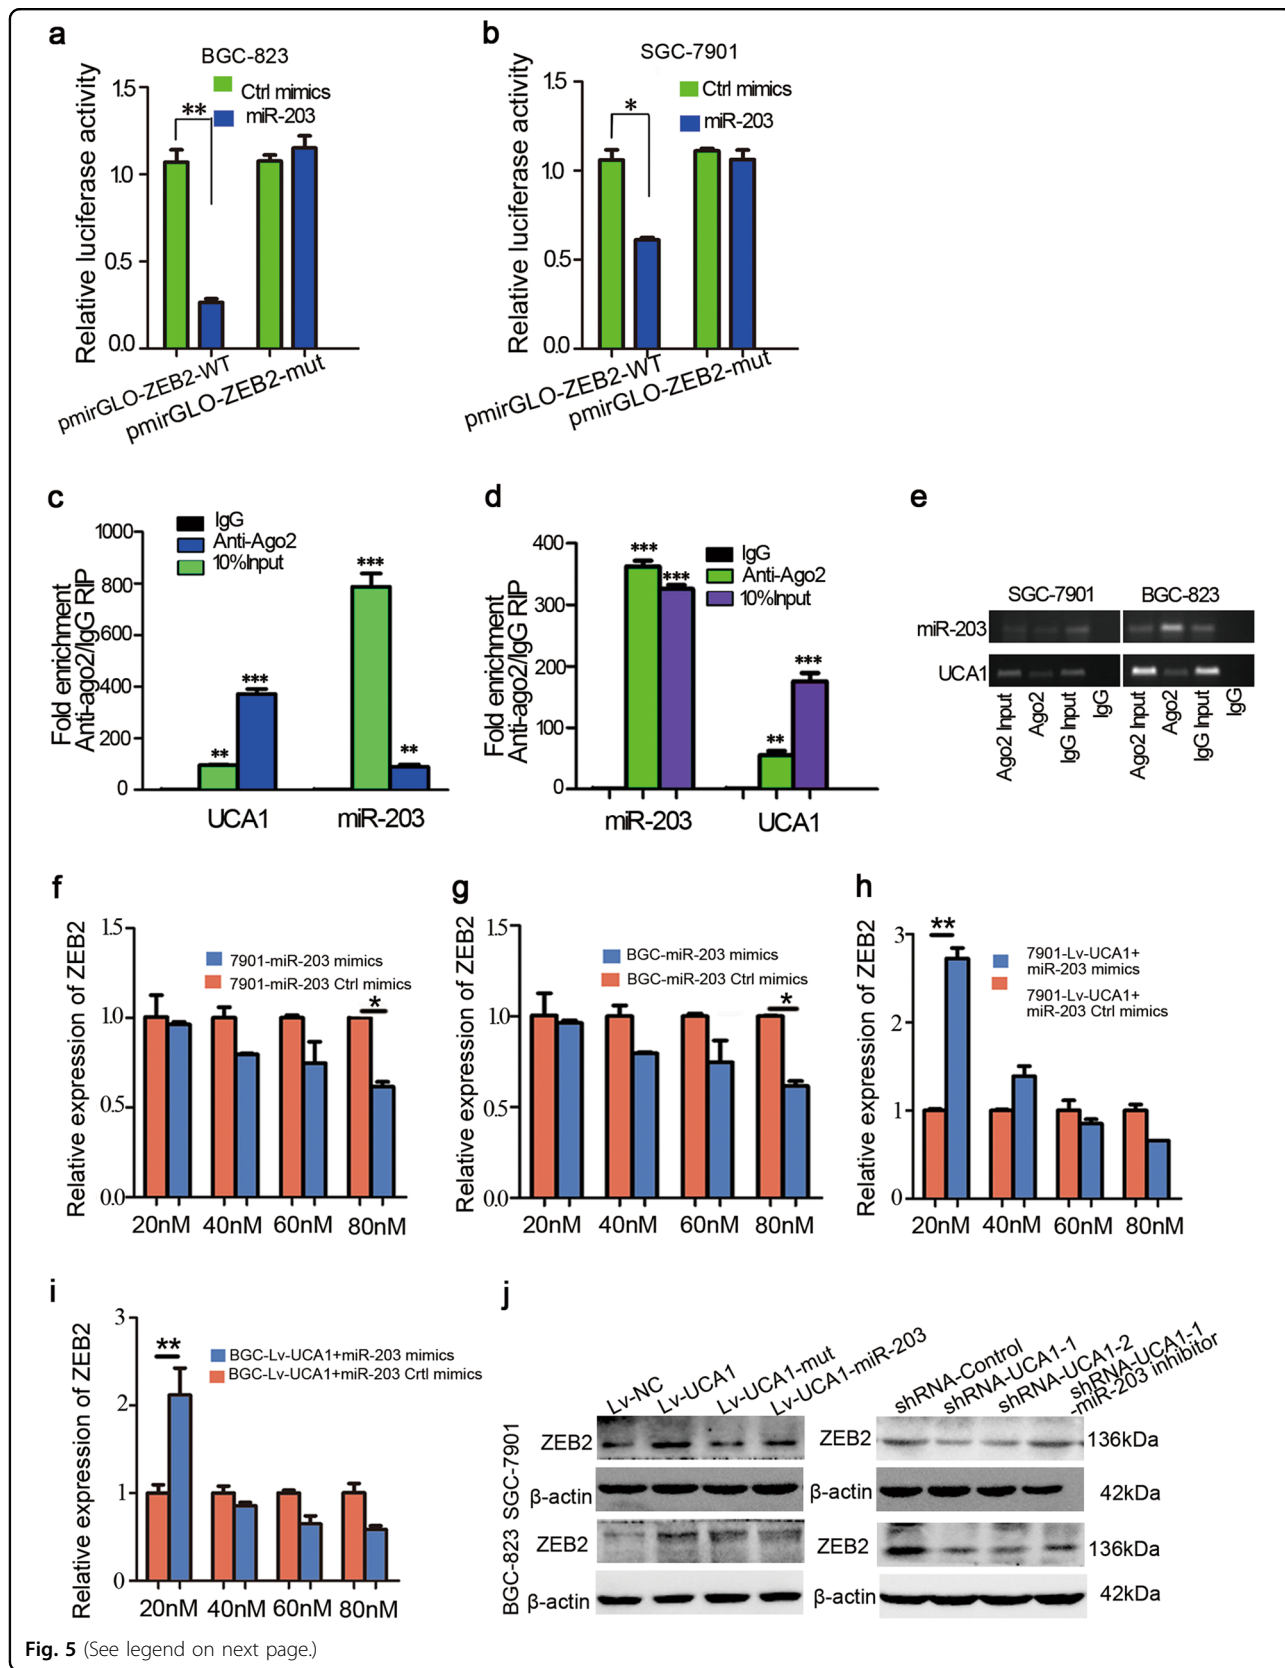 a
BGC-823
Relative luciferase activity
Ctrl mimics
miR-203
1.5
1.0
0.5
0.0
**
pmirGLO-ZEB2-WT
pmirGLO-ZEB2-mut
b
SGC-7901
Relative luciferase activity
Ctrl mimics
miR-203
1.5
1.0
0.5
0.0
*
pmirGLO-ZEB2-WT
pmirGLO-ZEB2-mut
c
Fold enrichment
Anti-ago2/IgG RIP
IgG
Anti-Ago2
10%Input
1000
800
600
400
200
0
**
***
***
**
UCA1
miR-203
d
Fold enrichment
Anti-ago2/IgG RIP
IgG
Anti-Ago2
10%Input
400
300
200
100
0
***
***
**
***
miR-203
UCA1
e
SGC-7901
BGC-823
miR-203
UCA1
Ago2 Input
Ago2
IgG Input
IgG
Ago2 Input
Ago2
IgG Input
IgG
f
Relative expression of ZEB2
7901-miR-203 mimics
7901-miR-203 Ctrl mimics
1.5
1.0
0.5
0.0
*
20nM
40nM
60nM
80nM
g
Relative expression of ZEB2
BGC-miR-203 mimics
BGC-miR-203 Ctrl mimics
1.5
1.0
0.5
0.0
*
20nM
40nM
60nM
80nM
h
Relative expression of ZEB2
7901-Lv-UCA1+
miR-203 mimics
7901-Lv-UCA1+
miR-203 Ctrl mimics
3
2
1
0
**
20nM
40nM
60nM
80nM
i
Relative expression of ZEB2
BGC-Lv-UCA1+miR-203 mimics
BGC-Lv-UCA1+miR-203 Crtl mimics
3
2
1
0
**
20nM
40nM
60nM
80nM
j
Lv-NC
Lv-UCA1
Lv-UCA1-mut
Lv-UCA1-miR-203
shRNA-Control
shRNA-UCA1-1
shRNA-UCA1-2
shRNA-UCA1-1
-miR-203 inhibitor
SGC-7901
ZEB2
ZEB2
136kDa
β-actin
β-actin
42kDa
BGC-823
ZEB2
ZEB2
136kDa
β-actin
β-actin
42kDa
Fig. 5 (See legend on next page.)